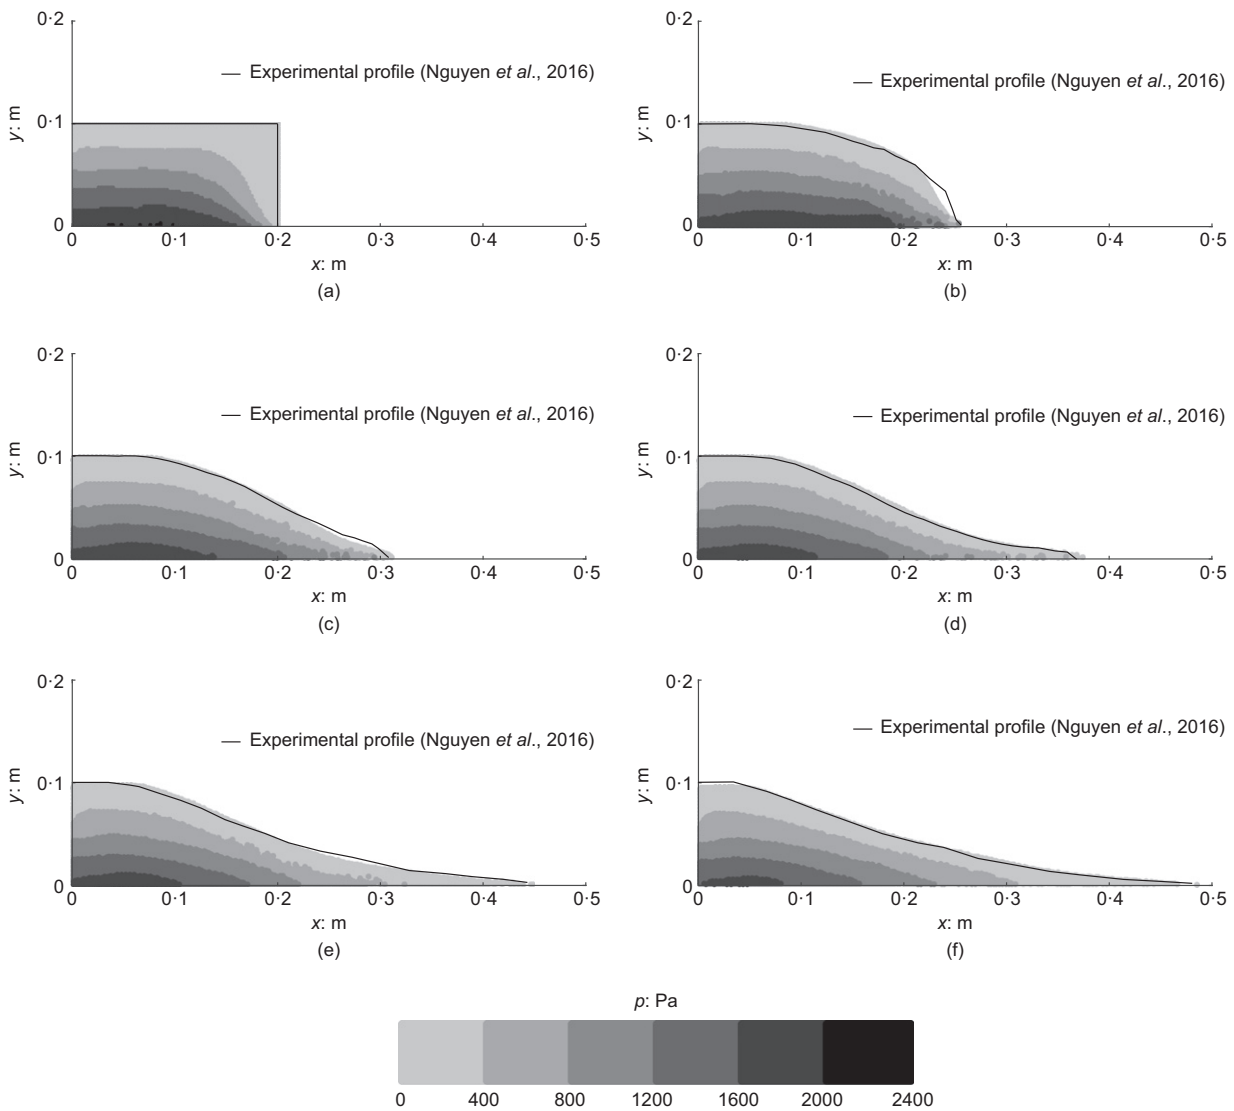 0·2
y: m
Experimental profile (Nguyen et al., 2016)
0·1
0
0 0·1 0·2 0·3 0·4 0·5
x: m
(a)
0·2
y: m
Experimental profile (Nguyen et al., 2016)
0·1
0
0 0·1 0·2 0·3 0·4 0·5
x: m
(b)
0·2
y: m
Experimental profile (Nguyen et al., 2016)
0·1
0
0 0·1 0·2 0·3 0·4 0·5
x: m
(c)
0·2
y: m
Experimental profile (Nguyen et al., 2016)
0·1
0
0 0·1 0·2 0·3 0·4 0·5
x: m
(d)
0·2
y: m
Experimental profile (Nguyen et al., 2016)
0·1
0
0 0·1 0·2 0·3 0·4 0·5
x: m
(e)
0·2
y: m
Experimental profile (Nguyen et al., 2016)
0·1
0
0 0·1 0·2 0·3 0·4 0·5
x: m
(f)
p: Pa
0 400 800 1200 1600 2000 2400